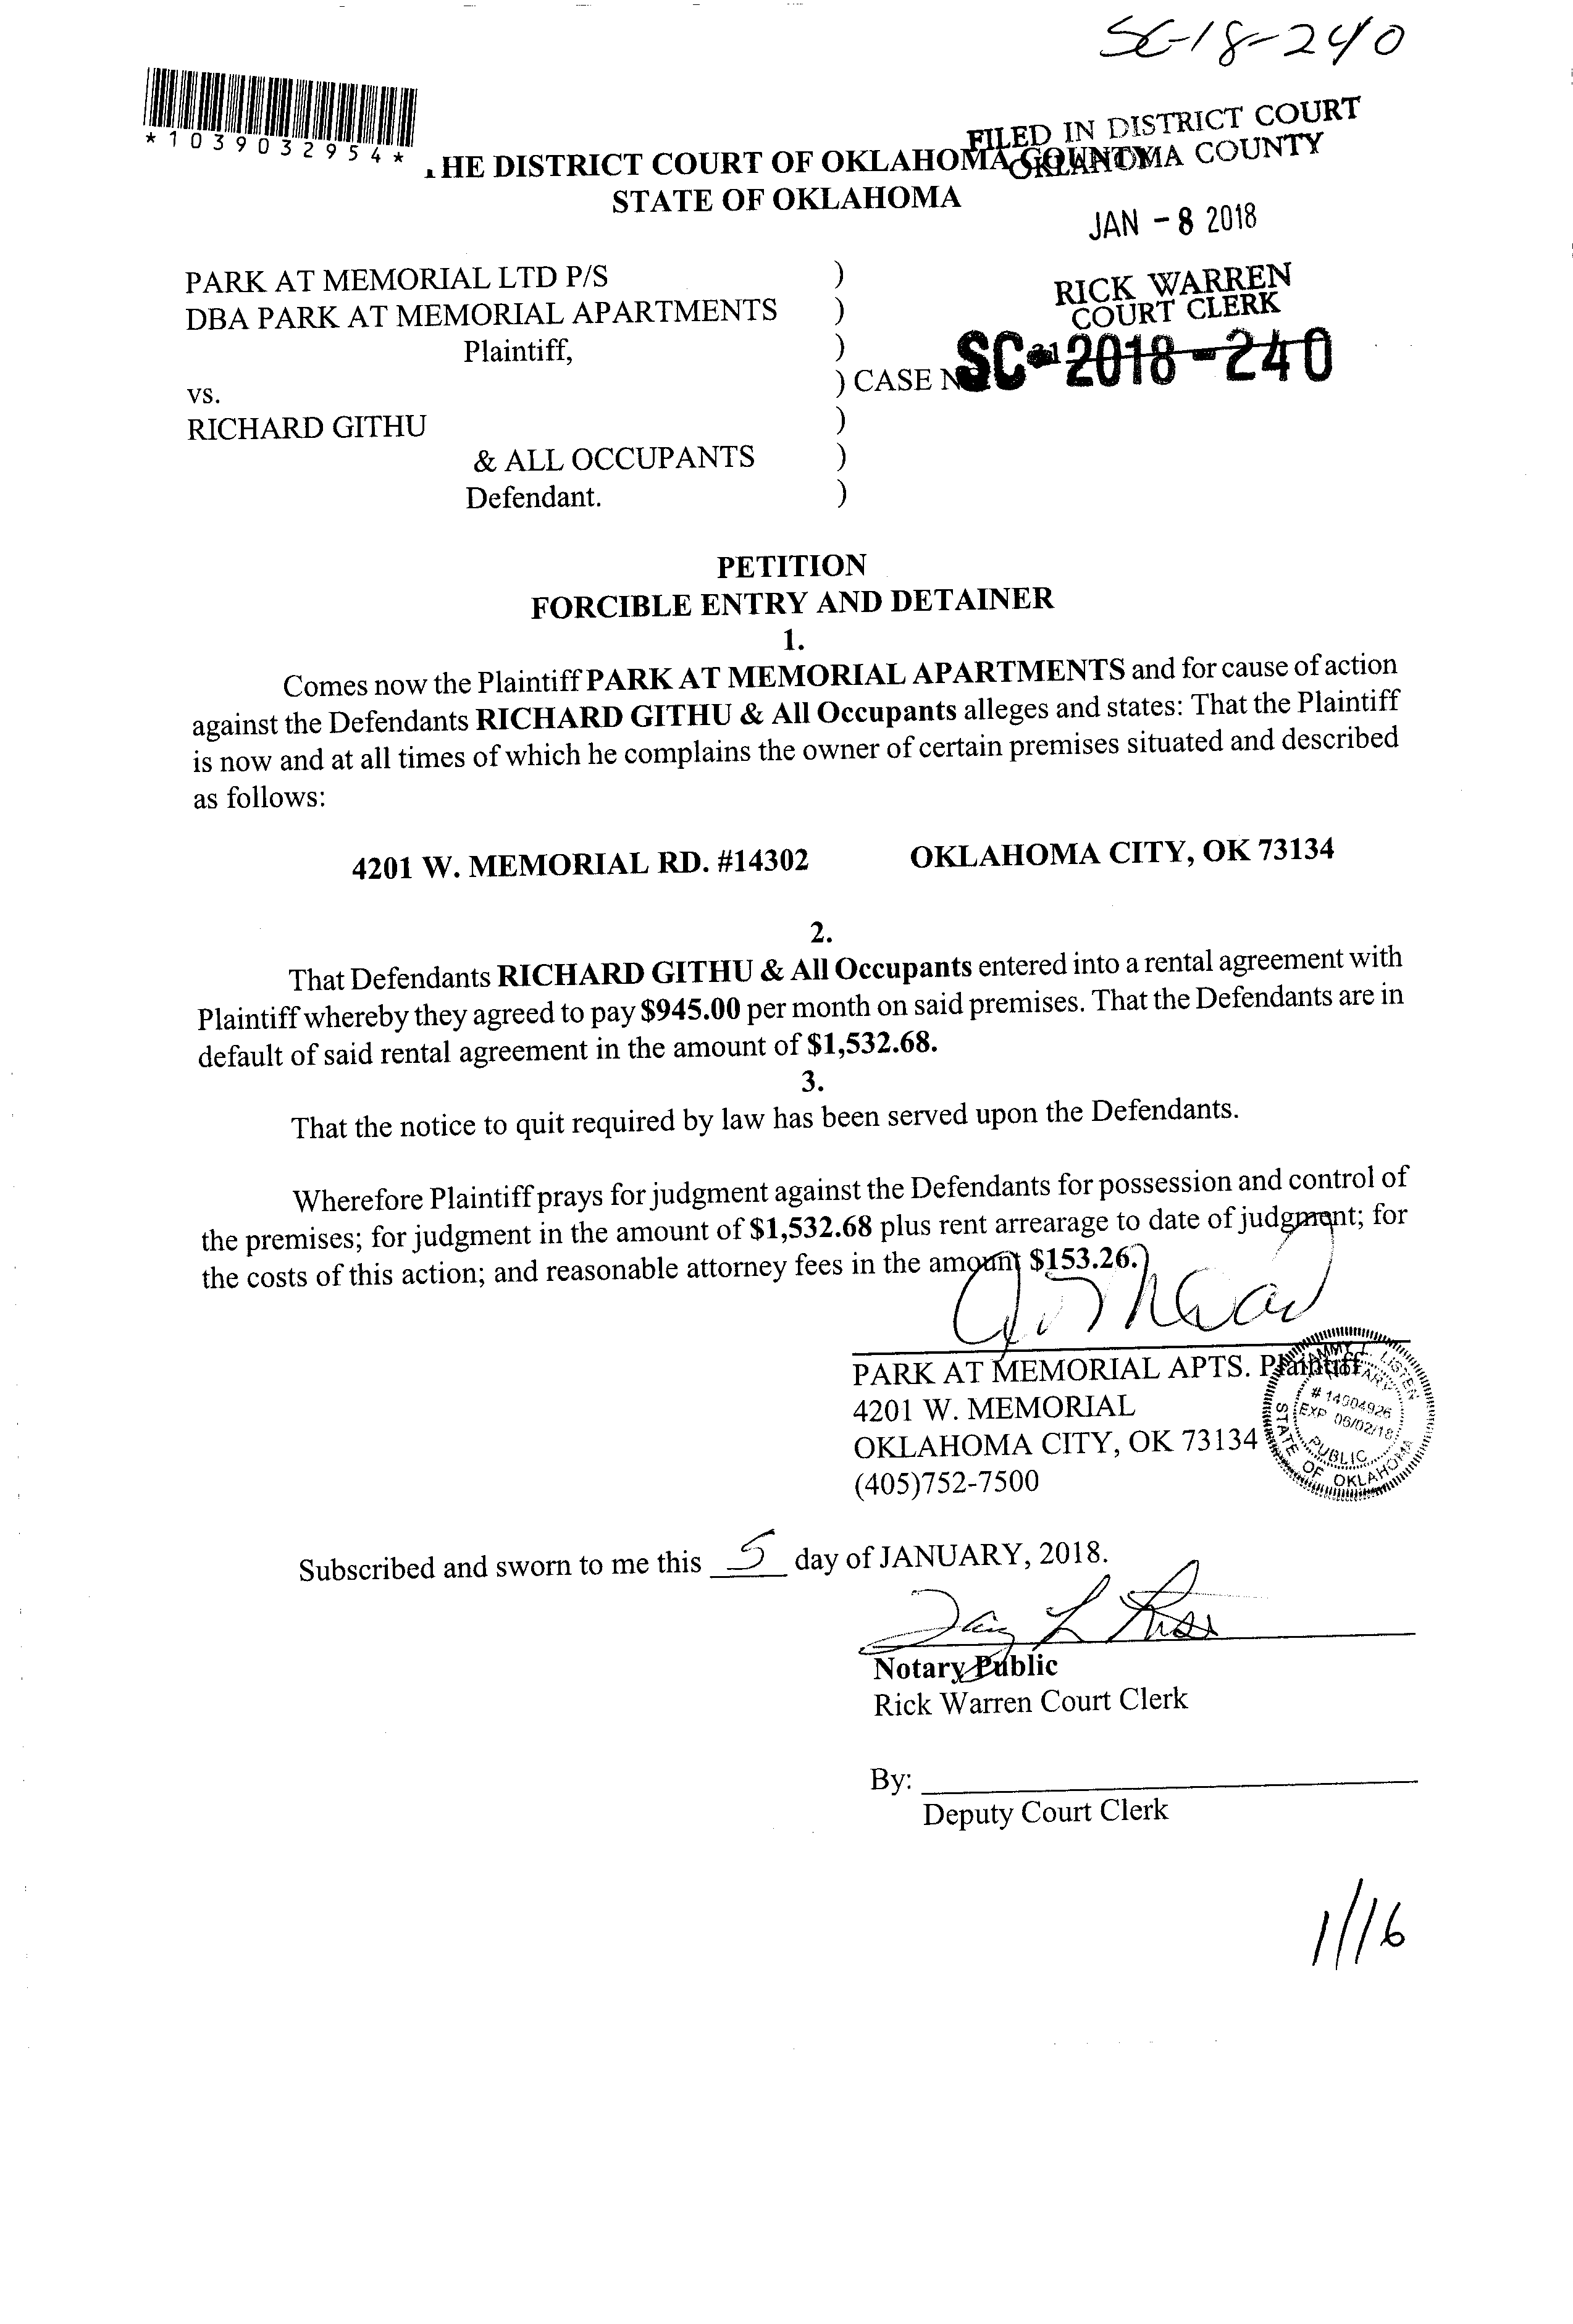 SC-18-240
*1039032954*
FILED IN DISTRICT COURT
OKLAHOMA COUNTY
HE DISTRICT COURT OF OKLAHOMA COUNTY
STATE OF OKLAHOMA
JAN - 8 2018
PARK AT MEMORIAL LTD P/S )
DBA PARK AT MEMORIAL APARTMENTS )
RICK WARREN
COURT CLERK
Plaintiff, )
) CASE N
SC - 2018 - 240
vs.
RICHARD GITHU )
& ALL OCCUPANTS )
Defendant. )
PETITION
FORCIBLE ENTRY AND DETAINER
1.
Comes now the Plaintiff PARK AT MEMORIAL APARTMENTS and for cause of action
against the Defendants RICHARD GITHU & All Occupants alleges and states: That the Plaintiff
is now and at all times of which he complains the owner of certain premises situated and described
as follows:
4201 W. MEMORIAL RD. #14302 OKLAHOMA CITY, OK 73134
2.
That Defendants RICHARD GITHU & All Occupants entered into a rental agreement with
Plaintiff whereby they agreed to pay $945.00 per month on said premises. That the Defendants are in
default of said rental agreement in the amount of $1,532.68.
3.
That the notice to quit required by law has been served upon the Defendants.
Wherefore Plaintiff prays for judgment against the Defendants for possession and control of
the premises; for judgment in the amount of $1,532.68 plus rent arrearage to date of judgment; for
the costs of this action; and reasonable attorney fees in the amount $153.26.
PARK AT MEMORIAL APTS. Plaintiff
4201 W. MEMORIAL
OKLAHOMA CITY, OK 73134
(405)752-7500
LISTEN
NOTARY
# 14004926
EXP 06/02/18
PUBLIC
STATE OF OKLAHOMA
Subscribed and sworn to me this 5 day of JANUARY, 2018.
Notary Public
Rick Warren Court Clerk
By:
Deputy Court Clerk
1/16